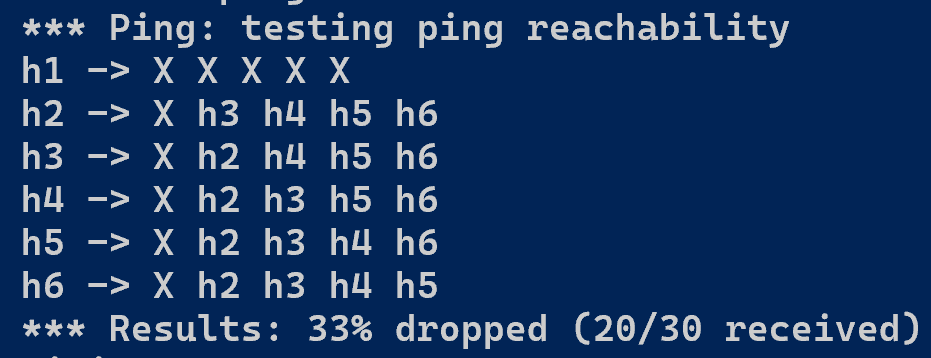 *** Ping: testing ping reachability
h1 -> X X X X X
h2 -> X h3 h4 h5 h6
h3 -> X h2 h4 h5 h6
h4 -> X h2 h3 h5 h6
h5 -> X h2 h3 h4 h6
h6 -> X h2 h3 h4 h5
*** Results: 33% dropped (20/30 received)